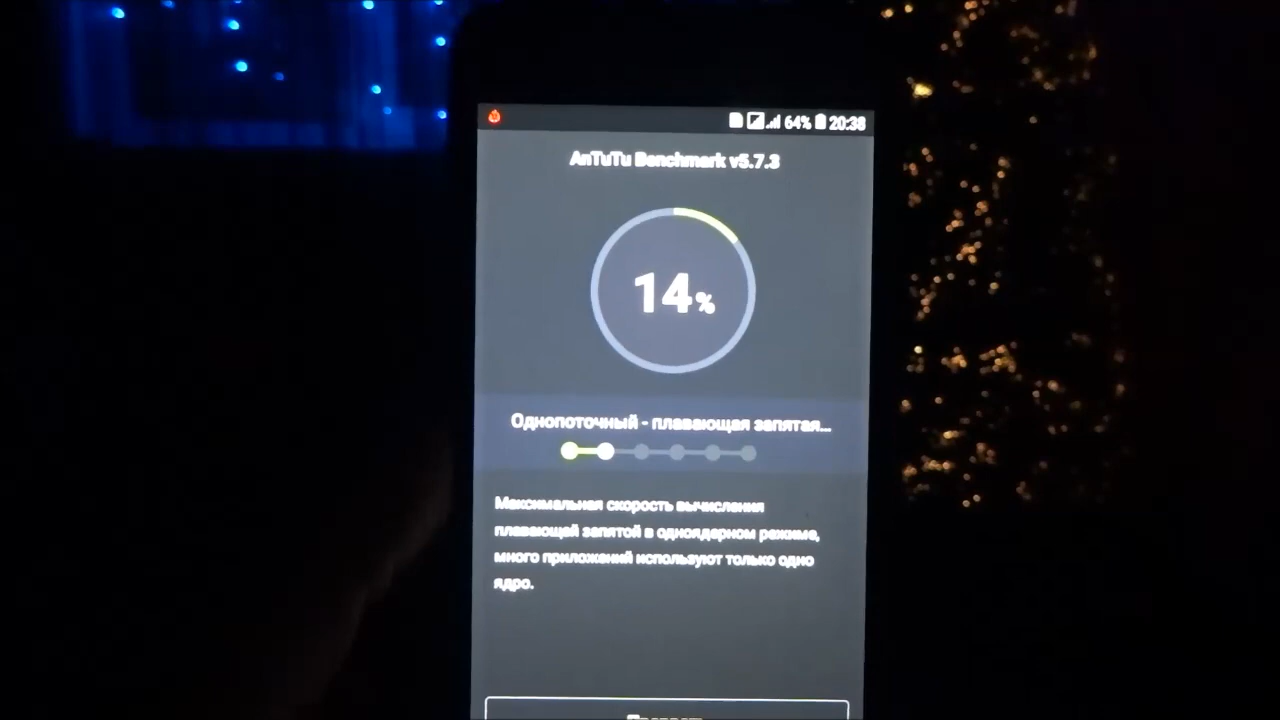 64% 20:38
AnTuTu Benchmark v5.7.3
14%
Однопоточный - плавающая запятая...
Максимальная скорость вычисления
плавающей запятой в одноядерном режиме,
много приложений используют только одно
ядро.